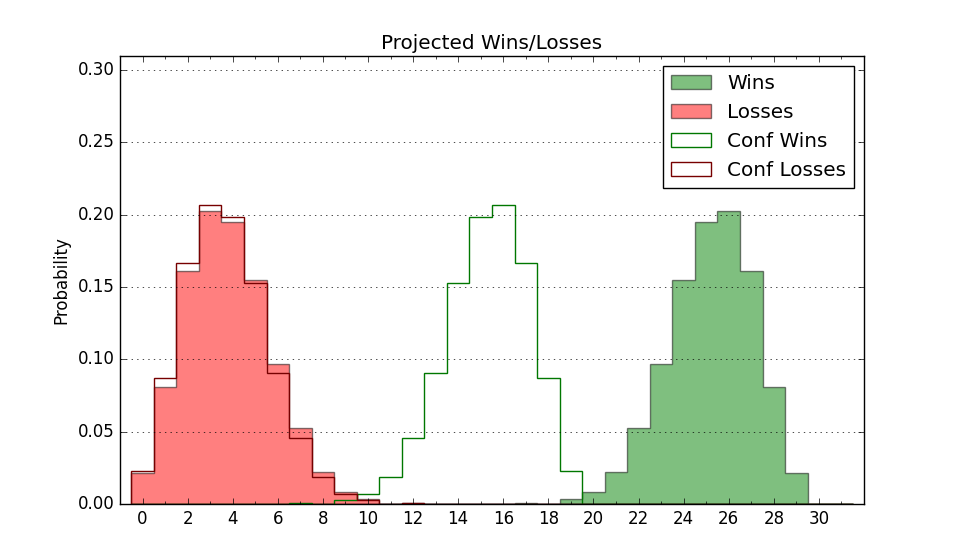 Projected Wins/Losses
0.30
0.25
0.20
0.15
0.10
0.05
0.00
Probability
Wins
Losses
Conf Wins
Conf Losses
0 2 4 6 8 10 12 14 16 18 20 22 24 26 28 30